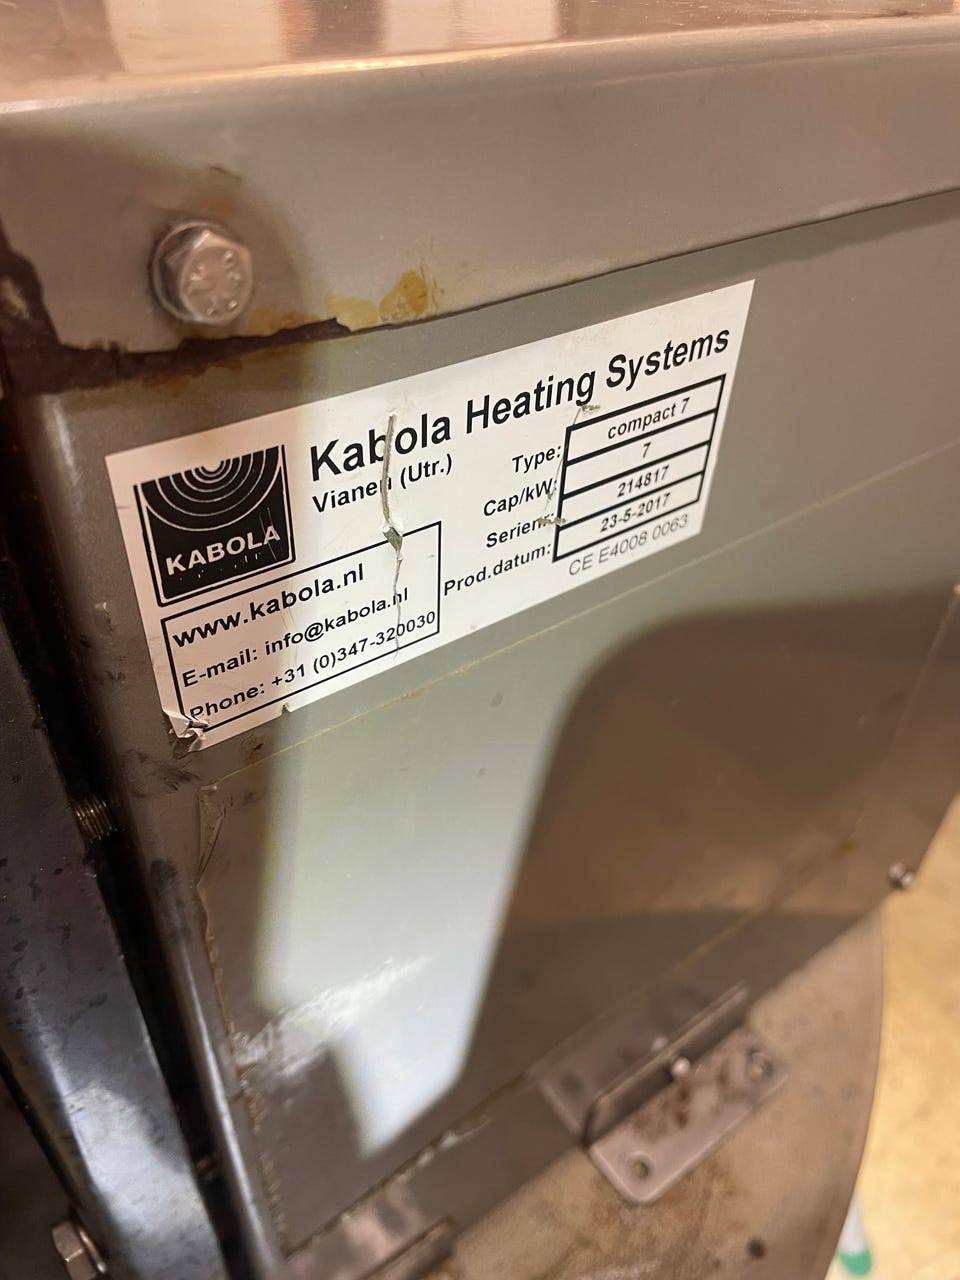 KABOLA
Kabola Heating Systems
Vianen (Utr.)
www.kabola.nl
E-mail: info@kabola.nl
Phone: +31 (0)347-320030
Type: compact 7
Cap/kW: 7
Serienr.: 214817
Prod.datum: 23-5-2017
CE E4008 0063